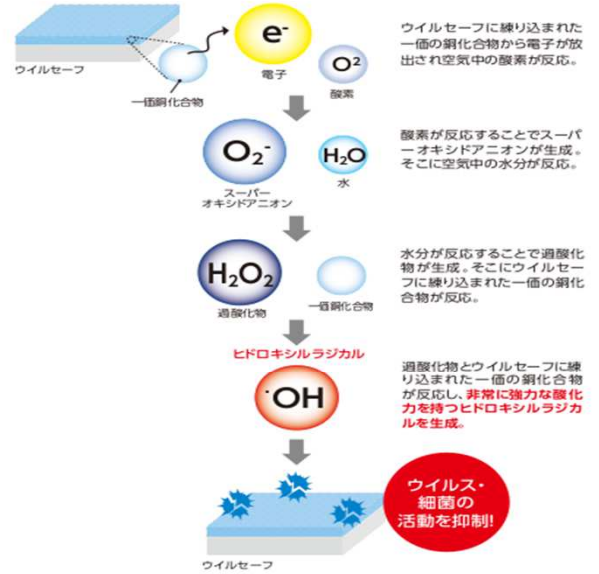 e-
電子
O2
酸素
ウイルセーフ
一価銅化合物
ウイルセーフに練り込まれた
一価の銅化合物から電子が放
出され空気中の酸素が反応。
O2-
スーパー
オキシドアニオン
H2O
水
酸素が反応することでスーパ
ーオキシドアニオンが生成。
そこに空気中の水分が反応。
H2O2
過酸化物
一価銅化合物
水分が反応することで過酸化
物が生成。そこにウイルセー
フに練り込まれた一価の銅化
合物が反応。
ヒドロキシルラジカル
・OH
過酸化物とウイルセーフに練
り込まれた一価の銅化合物
が反応し、非常に強力な酸化
力を持つヒドロキシルラジカ
ルを生成。
ウイルス・
細菌の
活動を抑制!
ウイルセーフ